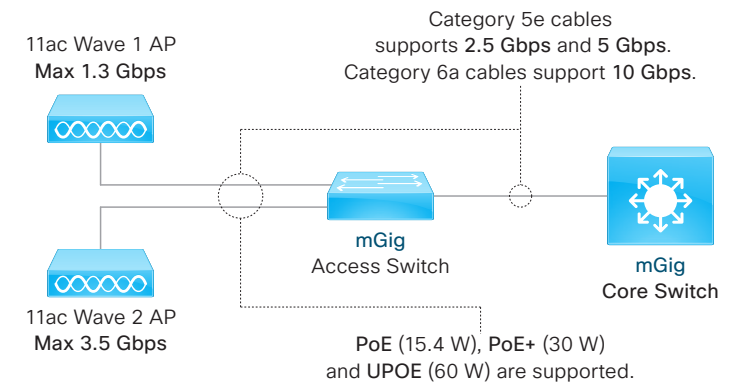 Category 5e cables
supports 2.5 Gbps and 5 Gbps.
Category 6a cables support 10 Gbps.
11ac Wave 1 AP
Max 1.3 Gbps
mGig
Access Switch
mGig
Core Switch
11ac Wave 2 AP
Max 3.5 Gbps
PoE (15.4 W), PoE+ (30 W)
and UPOE (60 W) are supported.